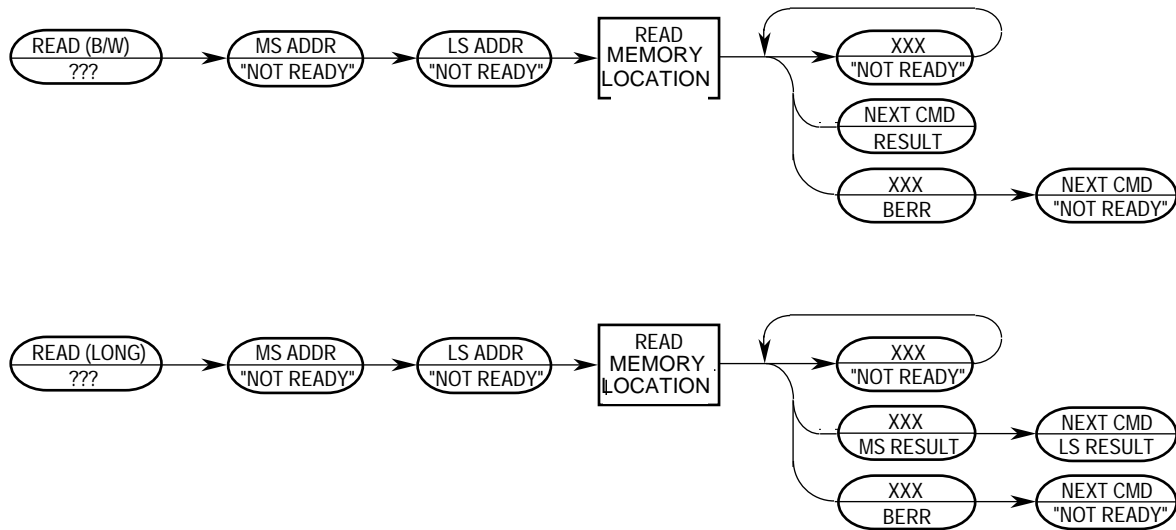 READ (B/W)
???
MS ADDR
"NOT READY"
LS ADDR
"NOT READY"
READ
MEMORY
LOCATION
XXX
"NOT READY"
NEXT CMD
RESULT
XXX
BERR
NEXT CMD
"NOT READY"
READ (LONG)
???
MS ADDR
"NOT READY"
LS ADDR
"NOT READY"
READ
MEMORY
LOCATION
XXX
"NOT READY"
XXX
MS RESULT
NEXT CMD
LS RESULT
XXX
BERR
NEXT CMD
"NOT READY"